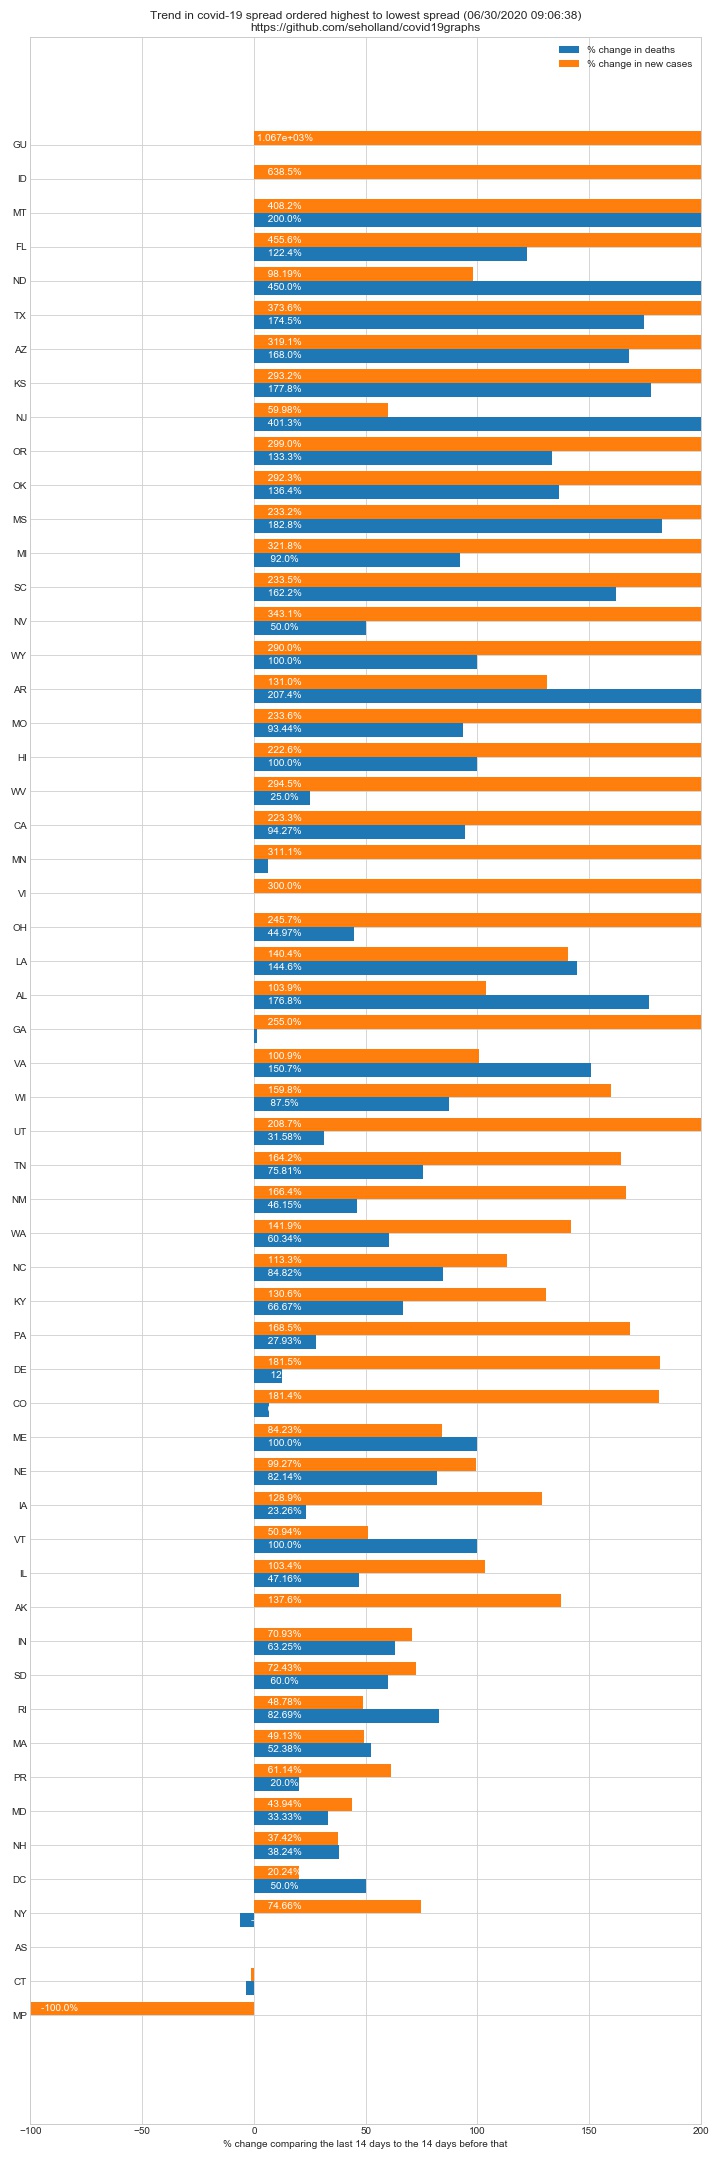 Trend in covid-19 spread ordered highest to lowest spread (06/30/2020 09:06:38)
https://github.com/seholland/covid19graphs
% change in deaths
% change in new cases
GU
1.067e+03%
ID
638.5%
MT
408.2%
200.0%
FL
455.6%
122.4%
ND
98.19%
450.0%
TX
373.6%
174.5%
AZ
319.1%
168.0%
KS
293.2%
177.8%
NJ
59.98%
401.3%
OR
299.0%
133.3%
OK
292.3%
136.4%
MS
233.2%
182.8%
MI
321.8%
92.0%
SC
233.5%
162.2%
NV
343.1%
50.0%
WY
290.0%
100.0%
AR
131.0%
207.4%
MO
233.6%
93.44%
HI
222.6%
100.0%
WV
294.5%
25.0%
CA
223.3%
94.27%
MN
311.1%
VI
300.0%
OH
245.7%
44.97%
LA
140.4%
144.6%
AL
103.9%
176.8%
GA
255.0%
VA
100.9%
150.7%
WI
159.8%
87.5%
UT
208.7%
31.58%
TN
164.2%
75.81%
NM
166.4%
46.15%
WA
141.9%
60.34%
NC
113.3%
84.82%
KY
130.6%
66.67%
PA
168.5%
27.93%
DE
181.5%
12
CO
181.4%
ME
84.23%
100.0%
NE
99.27%
82.14%
IA
128.9%
23.26%
VT
50.94%
100.0%
IL
103.4%
47.16%
AK
137.6%
IN
70.93%
63.25%
SD
72.43%
60.0%
RI
48.78%
82.69%
MA
49.13%
52.38%
PR
61.14%
20.0%
MD
43.94%
33.33%
NH
37.42%
38.24%
DC
20.24%
50.0%
NY
74.66%
AS
CT
MP
-100.0%
−100 −50 0 50 100 150 200
% change comparing the last 14 days to the 14 days before that